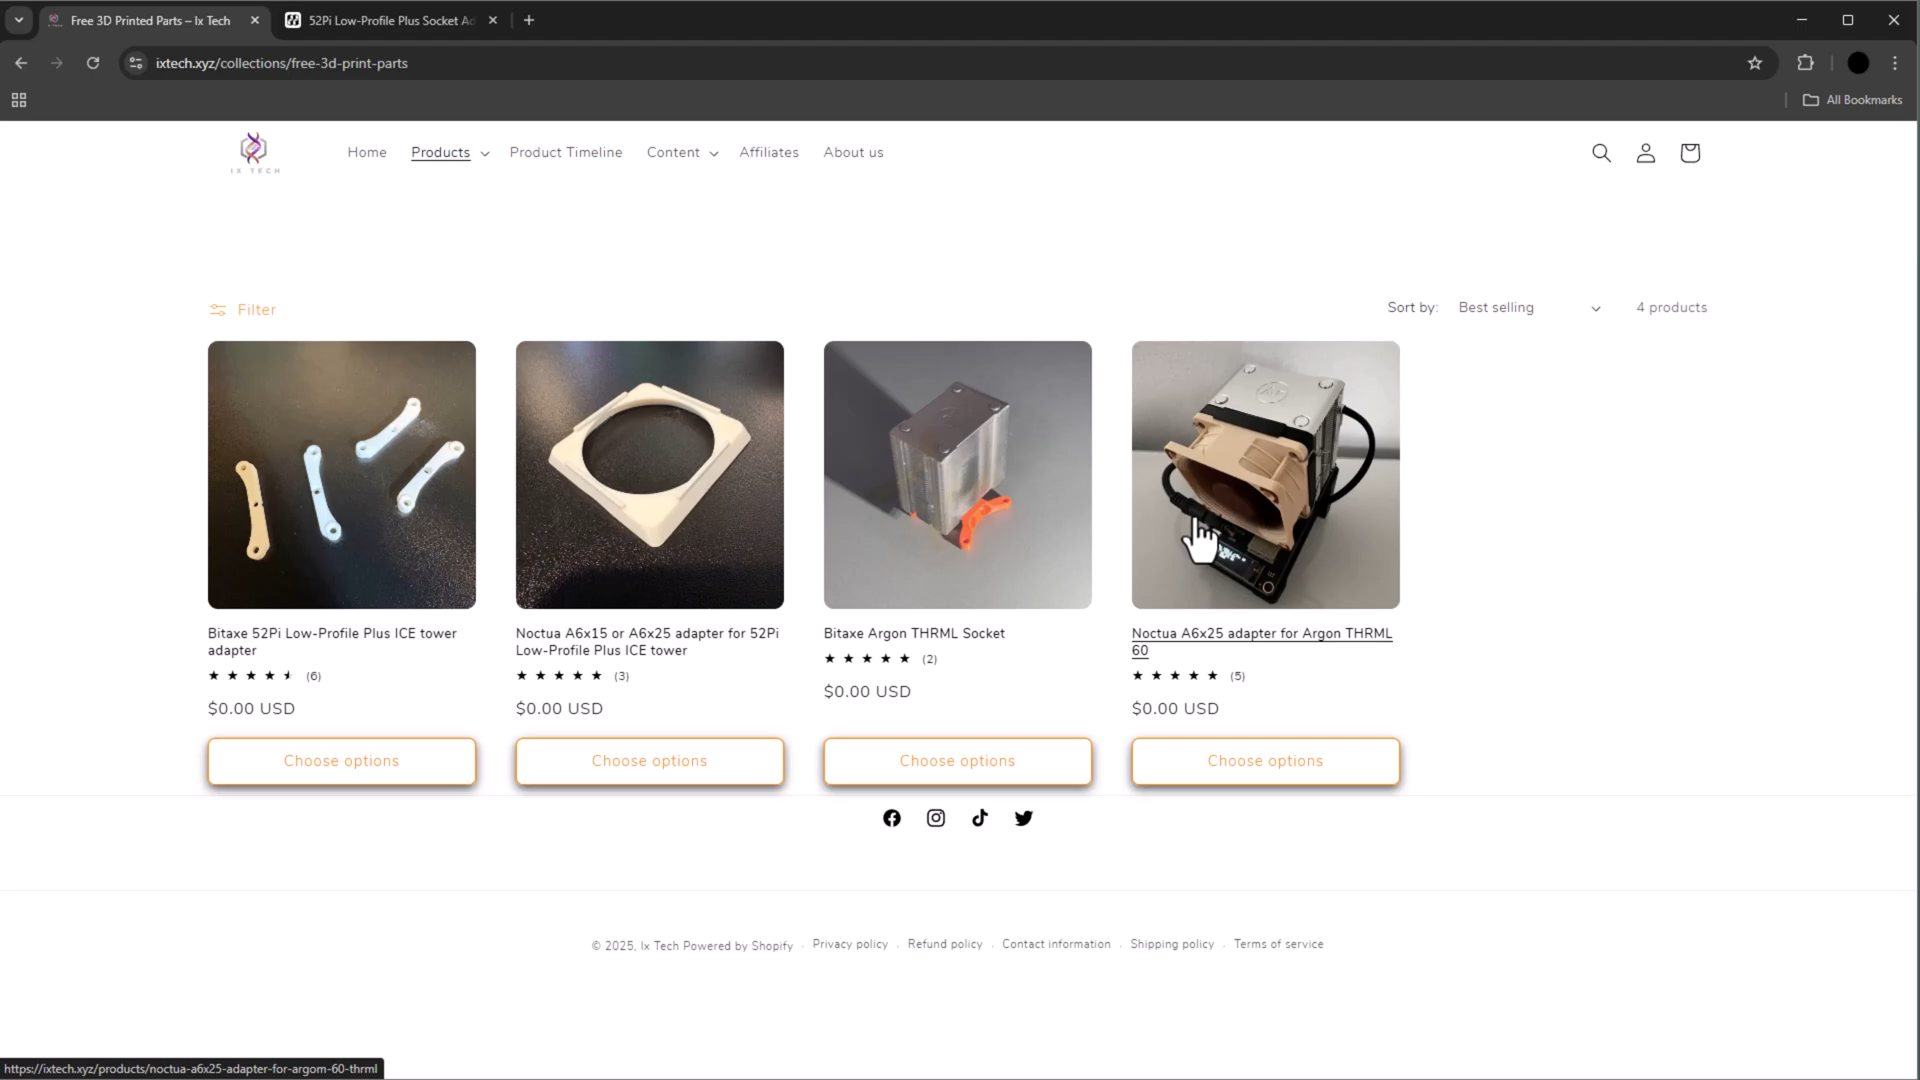 Free 3D Printed Parts – Ix Tech
52Pi Low-Profile Plus Socket Ad
ixtech.xyz/collections/free-3d-print-parts
All Bookmarks
IX TECH
Home
Products
Product Timeline
Content
Affiliates
About us
Filter
Sort by:
Best selling
4 products
Bitaxe 52Pi Low-Profile Plus ICE tower
adapter
(6)
$0.00 USD
Choose options
Noctua A6x15 or A6x25 adapter for 52Pi
Low-Profile Plus ICE tower
(3)
$0.00 USD
Choose options
Bitaxe Argon THRML Socket
(2)
$0.00 USD
Choose options
Noctua A6x25 adapter for Argon THRML
60
(5)
$0.00 USD
Choose options
© 2025, Ix Tech Powered by Shopify · Privacy policy · Refund policy · Contact information · Shipping policy · Terms of service
https://ixtech.xyz/products/noctua-a6x25-adapter-for-argom-60-thrml